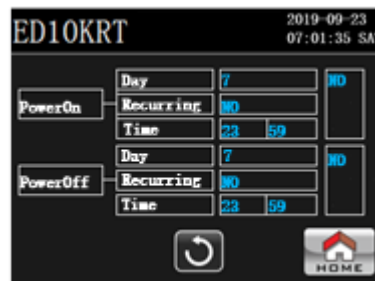 ED10KRT
2019-09-23
07:01:35 SA
PowerOn
Day 7 NO
Recurring NO
Time 23 59
PowerOff
Day 7 NO
Recurring NO
Time 23 59
HOME